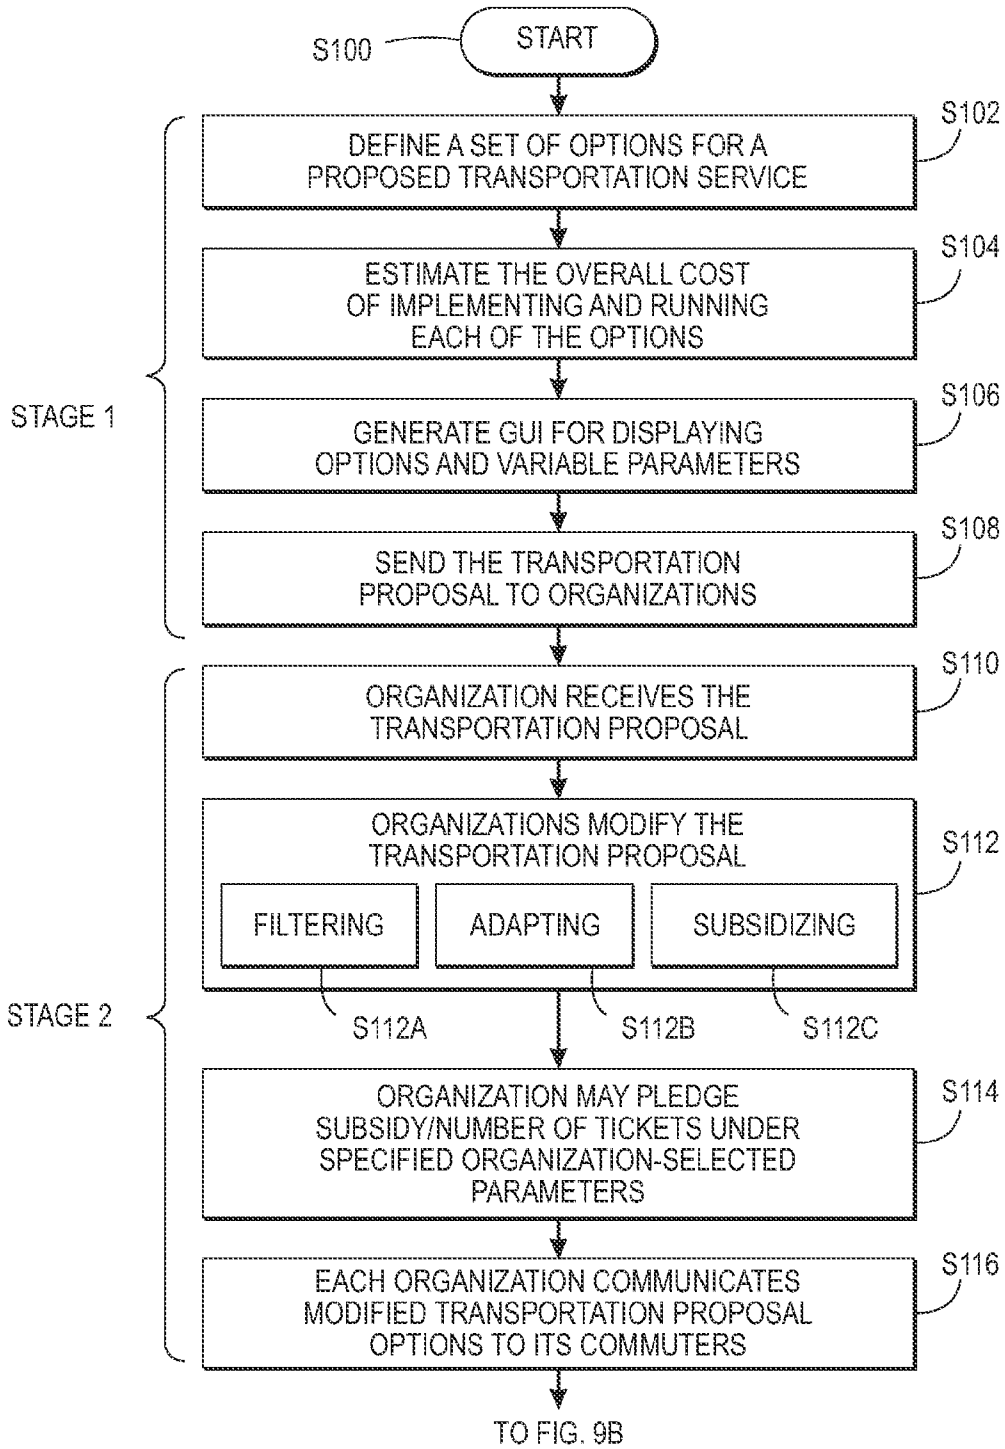 START
S100
S102
DEFINE A SET OF OPTIONS FOR A
PROPOSED TRANSPORTATION SERVICE
S104
ESTIMATE THE OVERALL COST
OF IMPLEMENTING AND RUNNING
EACH OF THE OPTIONS
S106
STAGE 1
GENERATE GUI FOR DISPLAYING
OPTIONS AND VARIABLE PARAMETERS
S108
SEND THE TRANSPORTATION
PROPOSAL TO ORGANIZATIONS
S110
ORGANIZATION RECEIVES THE
TRANSPORTATION PROPOSAL
ORGANIZATIONS MODIFY THE
TRANSPORTATION PROPOSAL
S112
FILTERING
ADAPTING
SUBSIDIZING
STAGE 2
S112A
S112B
S112C
S114
ORGANIZATION MAY PLEDGE
SUBSIDY/NUMBER OF TICKETS UNDER
SPECIFIED ORGANIZATION-SELECTED
PARAMETERS
S116
EACH ORGANIZATION COMMUNICATES
MODIFIED TRANSPORTATION PROPOSAL
OPTIONS TO ITS COMMUTERS
TO FIG. 9B